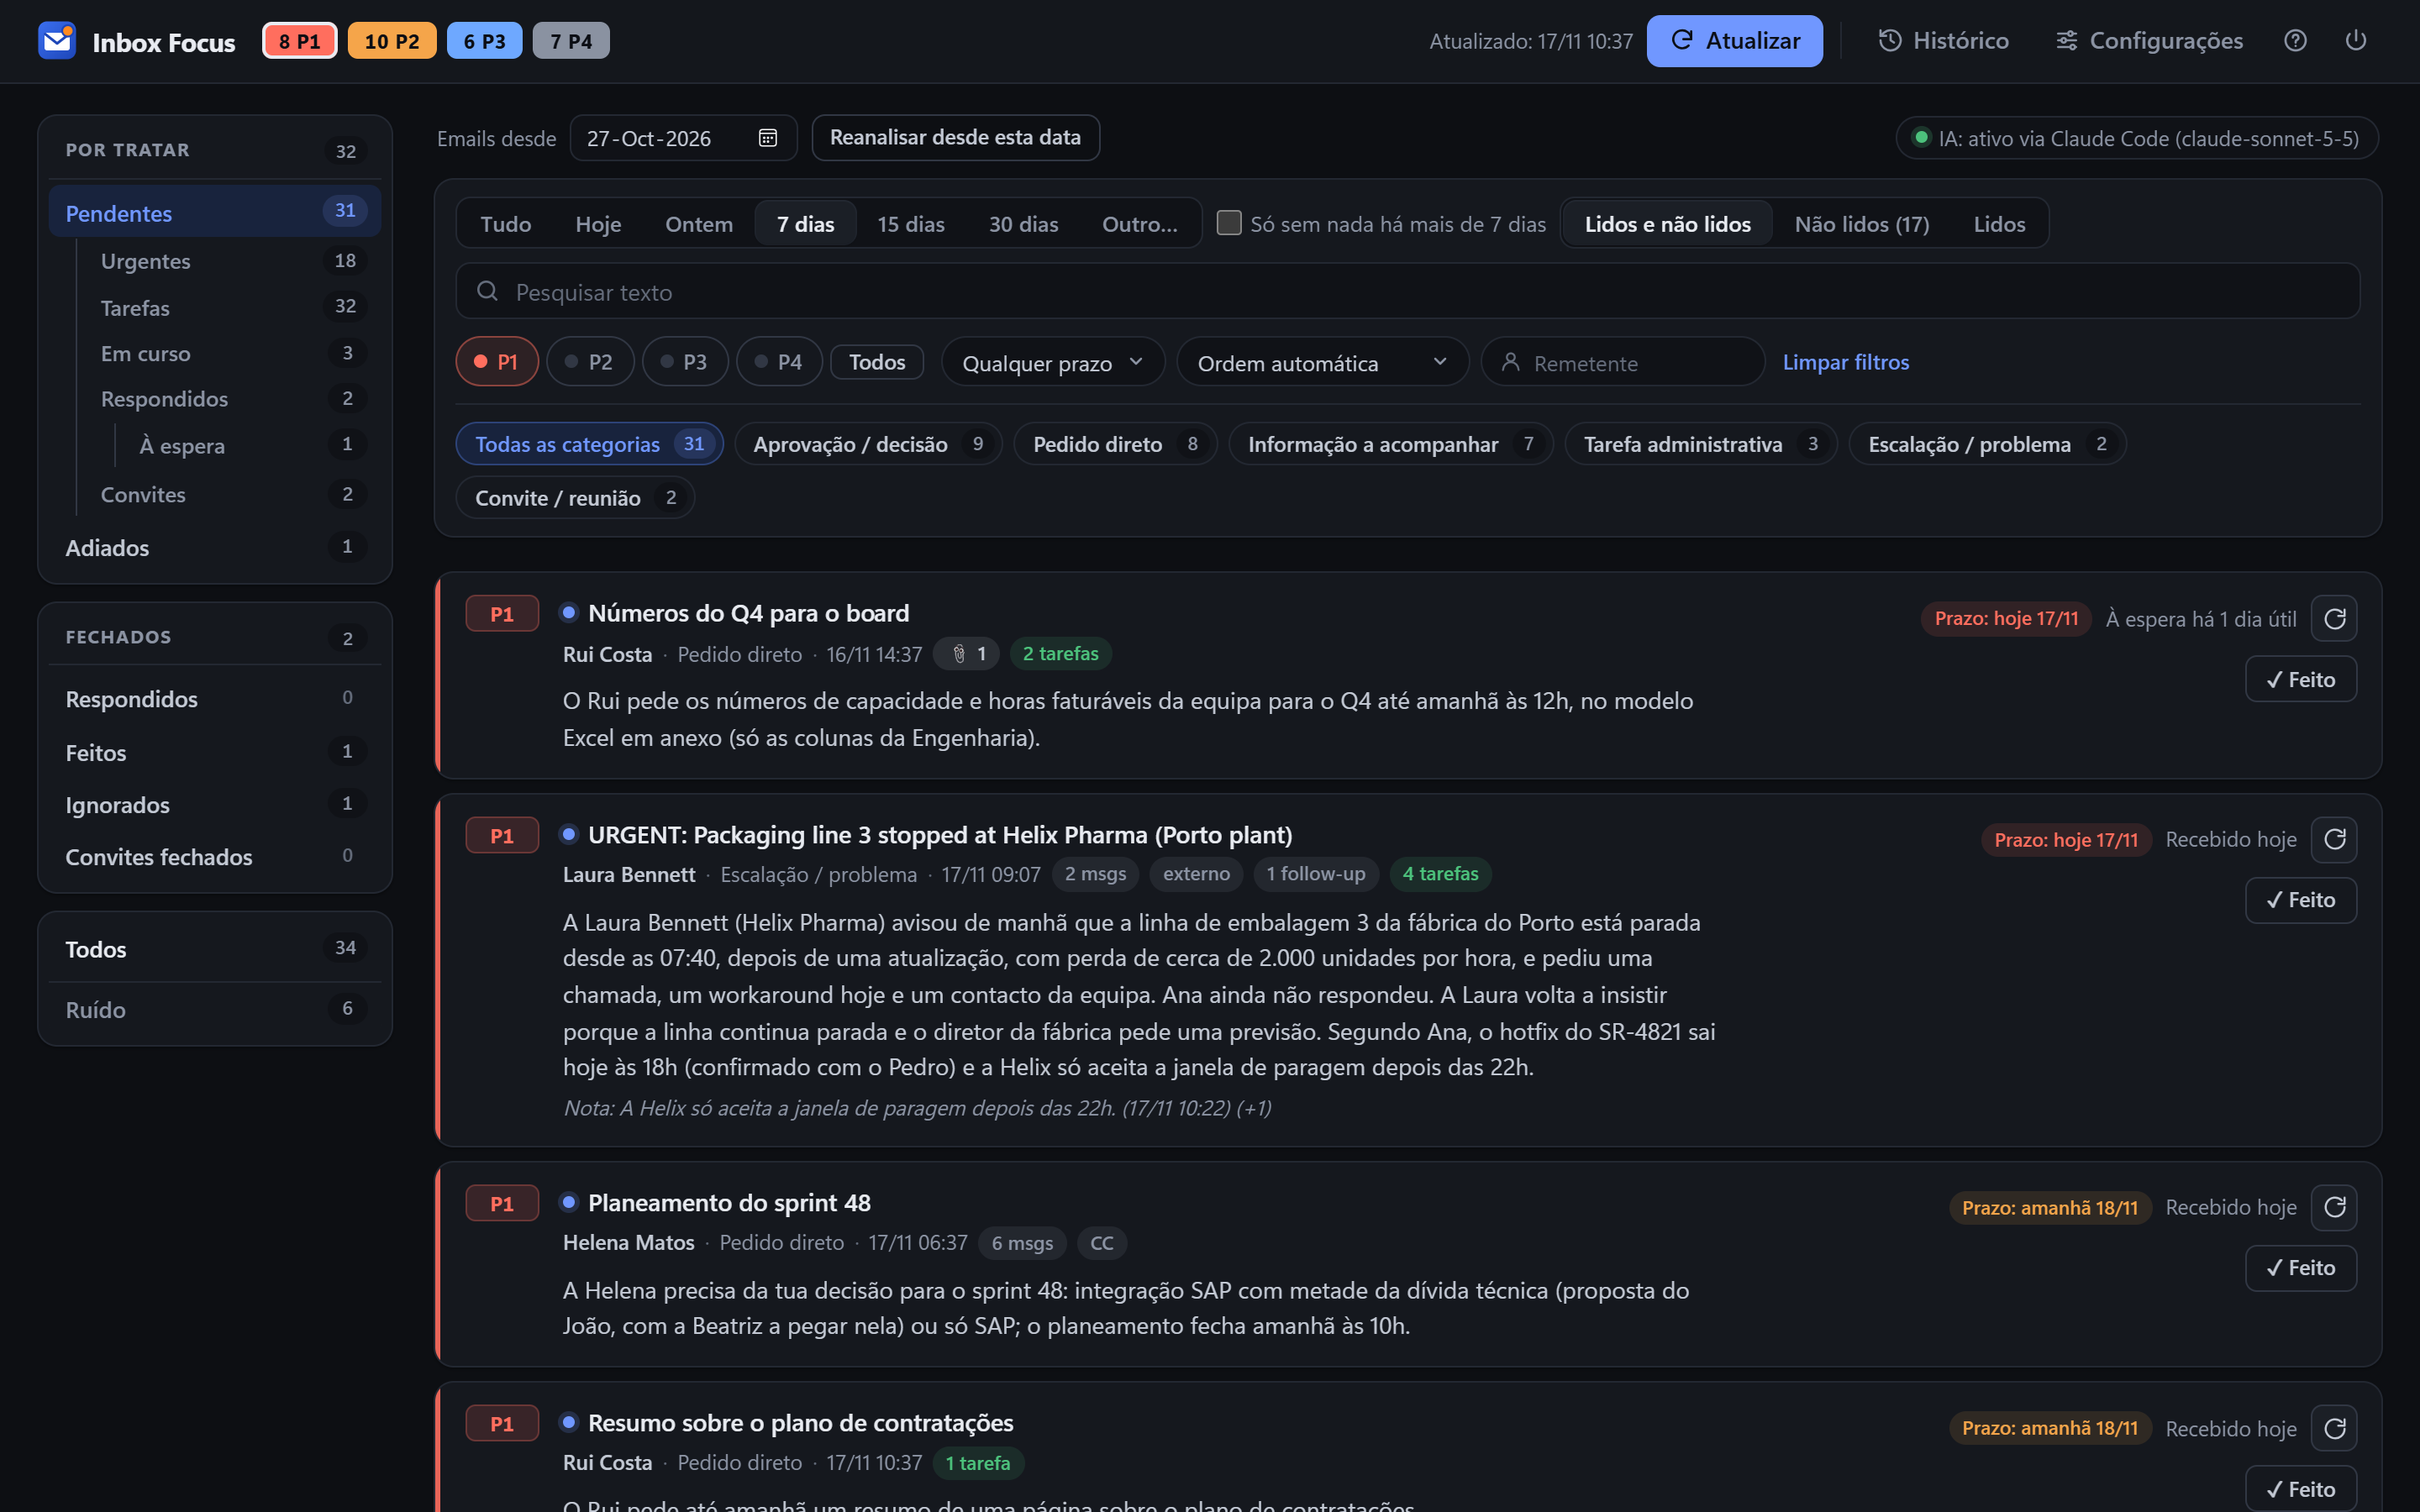 Inbox Focus
8 P1
10 P2
6 P3
7 P4
Atualizado: 17/11 10:37
Atualizar
Histórico
Configurações
POR TRATAR 32
Pendentes 31
Urgentes 18
Tarefas 32
Em curso 3
Respondidos 2
À espera 1
Convites 2
Adiados 1
FECHADOS 2
Respondidos 0
Feitos 1
Ignorados 1
Convites fechados 0
Todos 34
Ruído 6
Emails desde 27-Oct-2026 Reanalisar desde esta data
IA: ativo via Claude Code (claude-sonnet-5-5)
Tudo Hoje Ontem 7 dias 15 dias 30 dias Outro... Só sem nada há mais de 7 dias Lidos e não lidos Não lidos (17) Lidos
Pesquisar texto
P1 P2 P3 P4 Todos Qualquer prazo Ordem automática Remetente Limpar filtros
Todas as categorias 31 Aprovação / decisão 9 Pedido direto 8 Informação a acompanhar 7 Tarefa administrativa 3 Escalação / problema 2
Convite / reunião 2
P1 Números do Q4 para o board
Prazo: hoje 17/11 À espera há 1 dia útil
Rui Costa · Pedido direto · 16/11 14:37 1 2 tarefas
✓ Feito
O Rui pede os números de capacidade e horas faturáveis da equipa para o Q4 até amanhã às 12h, no modelo
Excel em anexo (só as colunas da Engenharia).
P1 URGENT: Packaging line 3 stopped at Helix Pharma (Porto plant)
Prazo: hoje 17/11 Recebido hoje
Laura Bennett · Escalação / problema · 17/11 09:07 2 msgs externo 1 follow-up 4 tarefas
✓ Feito
A Laura Bennett (Helix Pharma) avisou de manhã que a linha de embalagem 3 da fábrica do Porto está parada
desde as 07:40, depois de uma atualização, com perda de cerca de 2.000 unidades por hora, e pediu uma
chamada, um workaround hoje e um contacto da equipa. Ana ainda não respondeu. A Laura volta a insistir
porque a linha continua parada e o diretor da fábrica pede uma previsão. Segundo Ana, o hotfix do SR-4821 sai
hoje às 18h (confirmado com o Pedro) e a Helix só aceita a janela de paragem depois das 22h.
Nota: A Helix só aceita a janela de paragem depois das 22h. (17/11 10:22) (+1)
P1 Planeamento do sprint 48
Prazo: amanhã 18/11 Recebido hoje
Helena Matos · Pedido direto · 17/11 06:37 6 msgs CC
✓ Feito
A Helena precisa da tua decisão para o sprint 48: integração SAP com metade da dívida técnica (proposta do
João, com a Beatriz a pegar nela) ou só SAP; o planeamento fecha amanhã às 10h.
P1 Resumo sobre o plano de contratações
Prazo: amanhã 18/11 Recebido hoje
Rui Costa · Pedido direto · 17/11 10:37 1 tarefa
✓ Feito
O Rui pede até amanhã um resumo de uma página sobre o plano de contratações